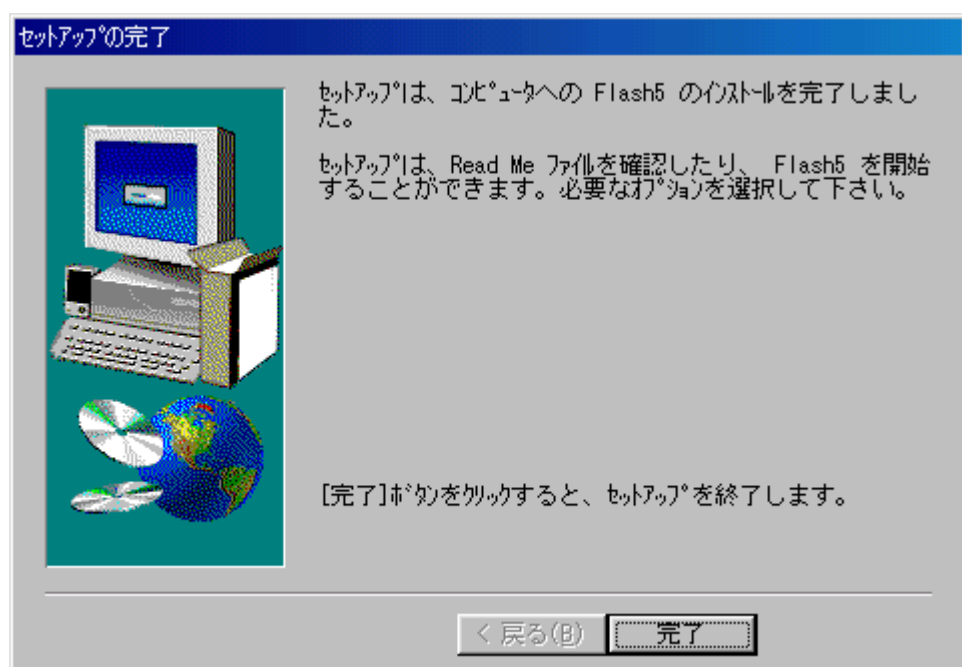 ｾｯﾄｱｯﾌﾟの完了
ｾｯﾄｱｯﾌﾟは、ｺﾝﾋﾟｭｰﾀへの Flash5 のｲﾝｽﾄｰﾙを完了しまし
た。
ｾｯﾄｱｯﾌﾟは、Read Me ﾌｧｲﾙを確認したり、 Flash5 を開始
することができます。必要なｵﾌﾟｼｮﾝを選択して下さい。
[完了]ﾎﾞﾀﾝをｸﾘｯｸすると、ｾｯﾄｱｯﾌﾟを終了します。
< 戻る(B)
完了